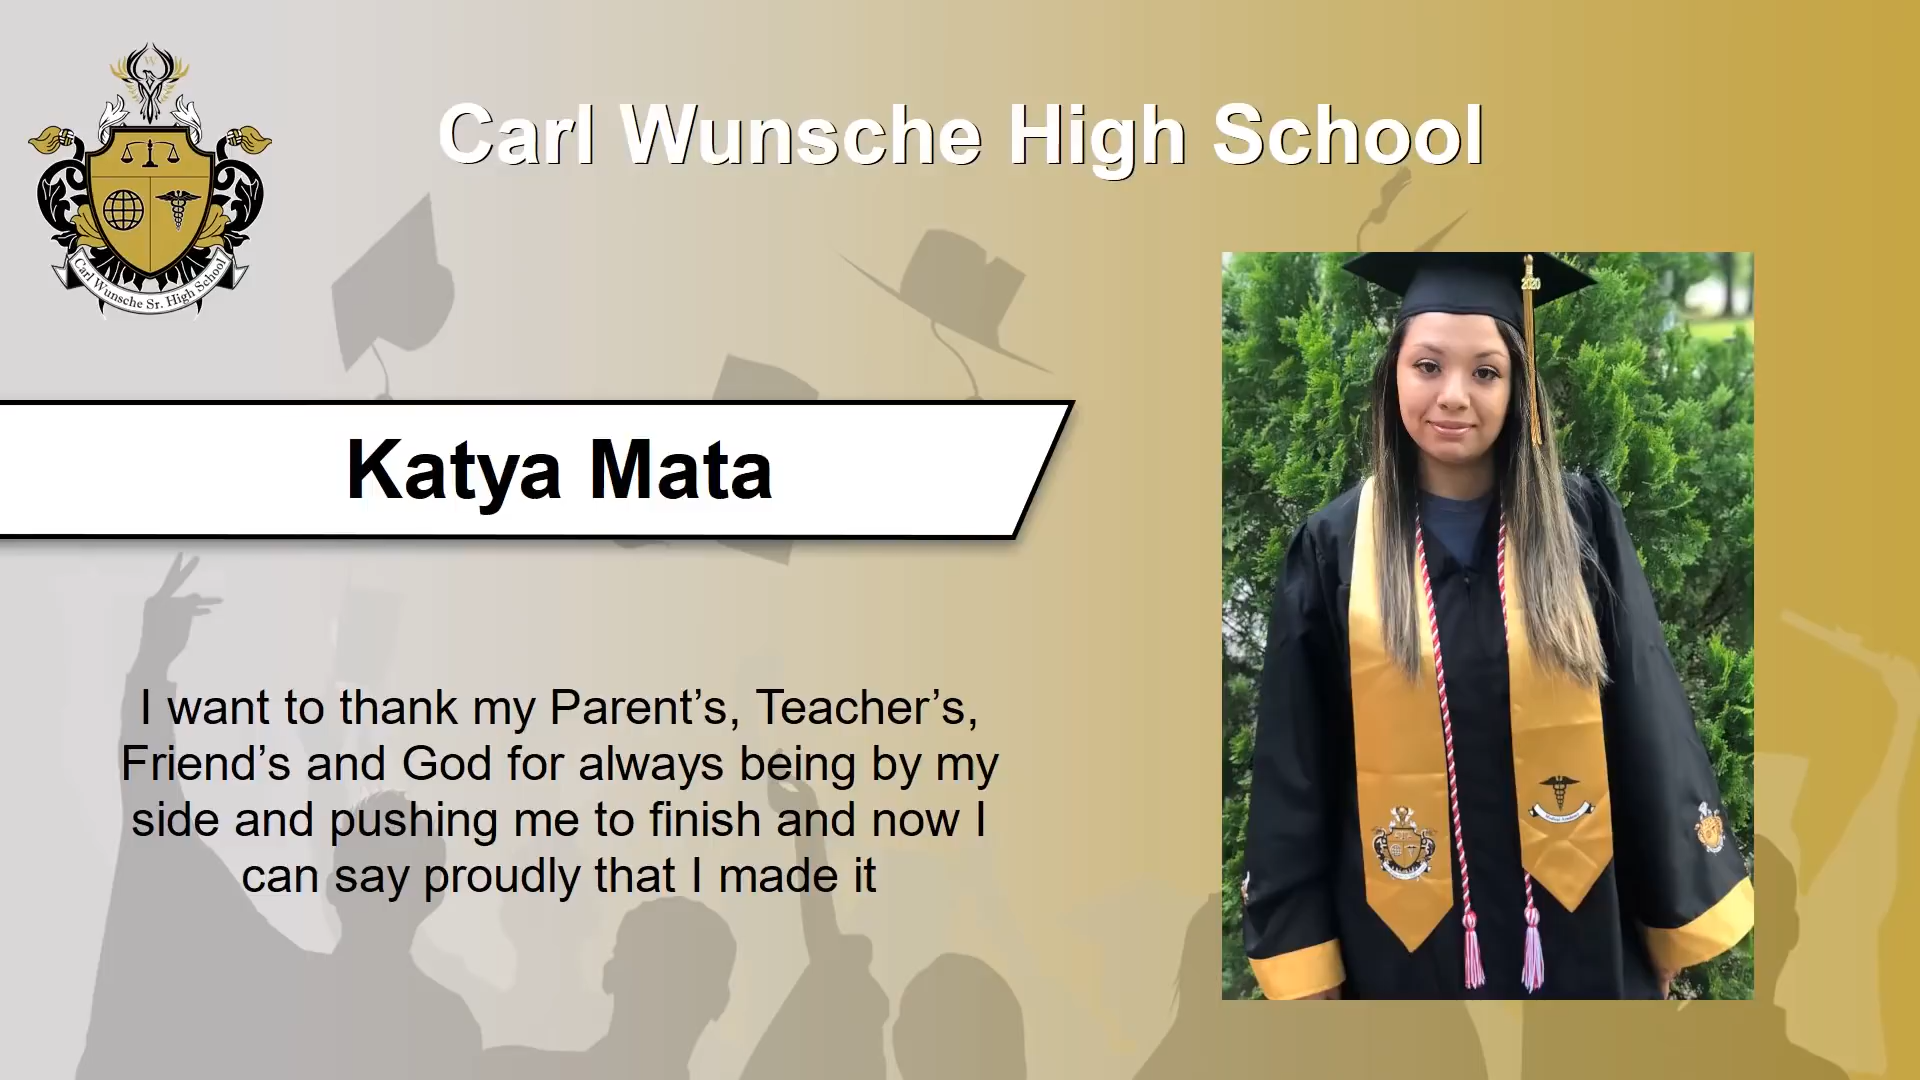 W
Carl Wunsche Sr. High School
Carl Wunsche High School
2020
Katya Mata
I want to thank my Parent’s, Teacher’s,
Friend’s and God for always being by my
side and pushing me to finish and now I
can say proudly that I made it